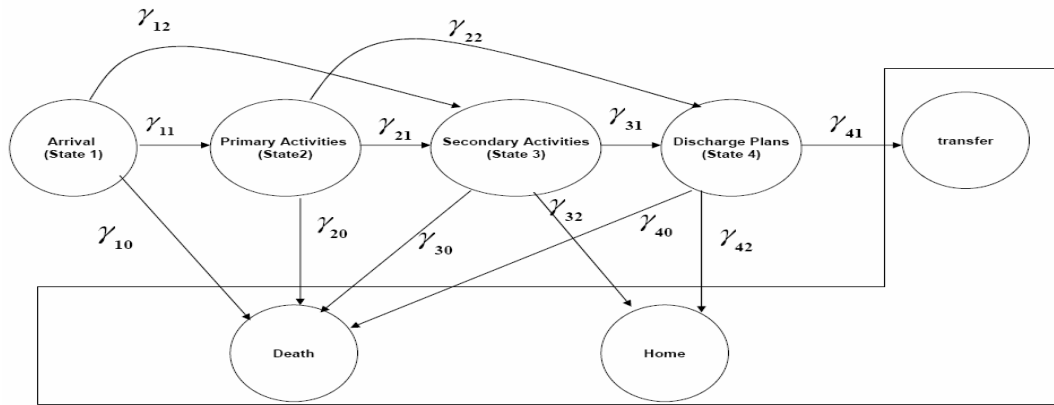 γ12
γ22
Arrival
(State 1)
γ11
Primary Activities
(State2)
γ21
Secondary Activities
(State 3)
γ31
Discharge Plans
(State 4)
γ41
transfer
γ10
γ20
γ30
γ32
γ40
γ42
Death
Home